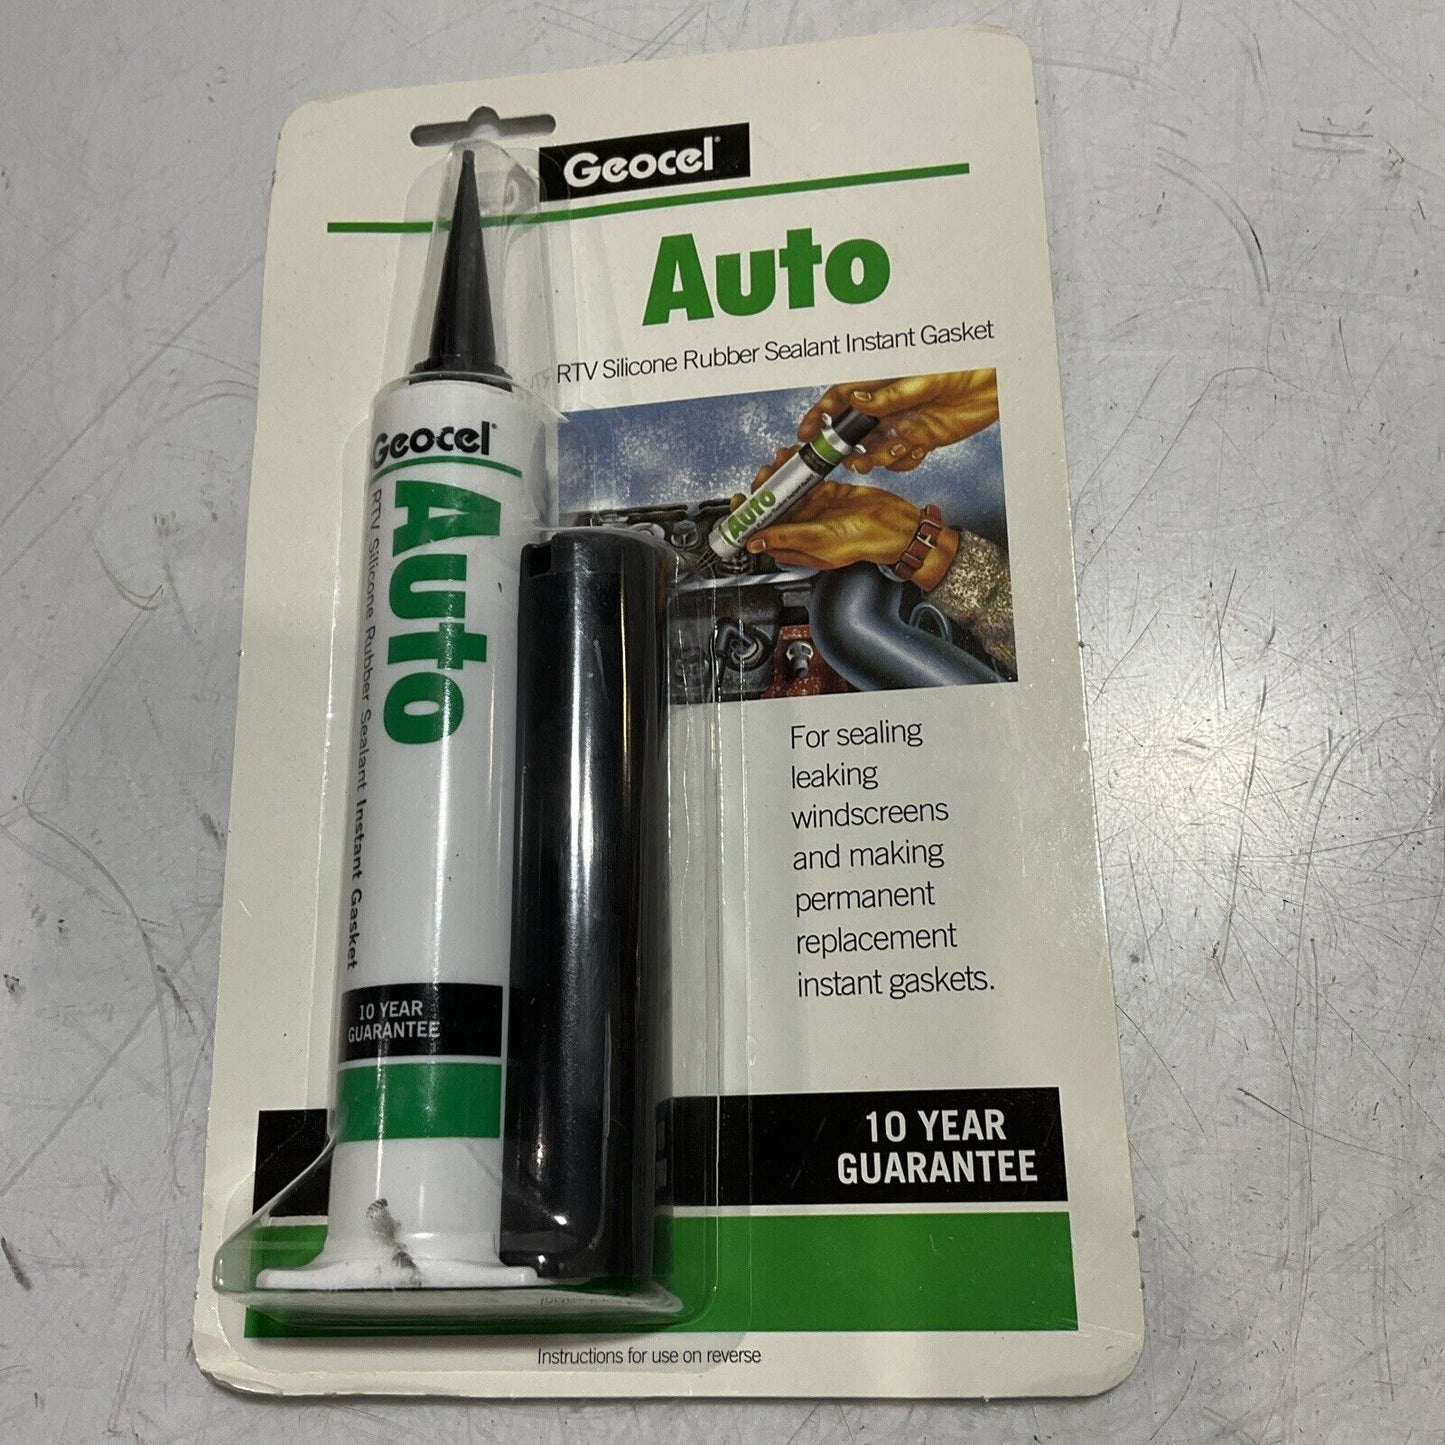 Geocel®
Auto
RTV Silicone Rubber Sealant Instant Gasket
Geocel®
Auto
RTV Silicone Rubber Sealant Instant Gasket
10 YEAR
GUARANTEE
Auto
For sealing
leaking
windscreens
and making
permanent
replacement
instant gaskets.
10 YEAR
GUARANTEE
Instructions for use on reverse